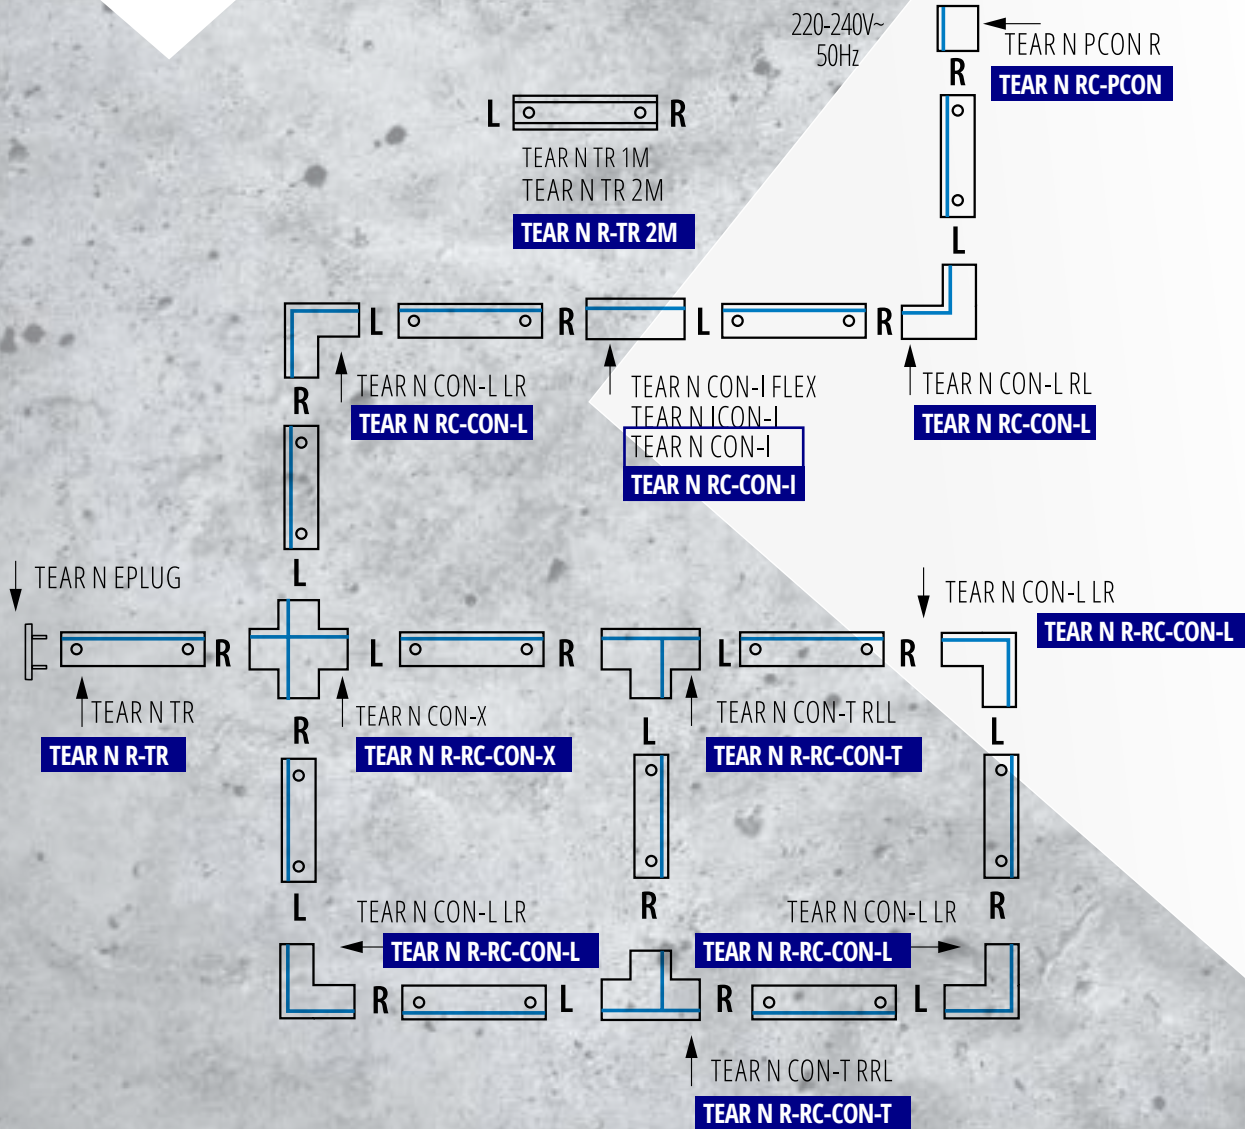 220-240V~
50Hz
TEAR N PCON R
R
TEAR N RC-PCON
L
R
TEAR N TR 1M
TEAR N TR 2M
TEAR N R-TR 2M
L
L
R
L
R
TEAR N CON-L LR
TEAR N RC-CON-L
TEAR N CON-I FLEX
TEAR N ICON-I
TEAR N CON-I
TEAR N RC-CON-I
TEAR N CON-L RL
TEAR N RC-CON-L
R
L
TEAR N EPLUG
TEAR N CON-L LR
TEAR N R-RC-CON-L
R
L
R
L
R
TEAR N TR
TEAR N R-TR
R
TEAR N CON-X
TEAR N R-RC-CON-X
L
TEAR N CON-T RLL
TEAR N R-RC-CON-T
L
L
TEAR N CON-L LR
TEAR N R-RC-CON-L
R
TEAR N CON-L LR
TEAR N R-RC-CON-L
R
R
L
R
L
TEAR N CON-T RRL
TEAR N R-RC-CON-T